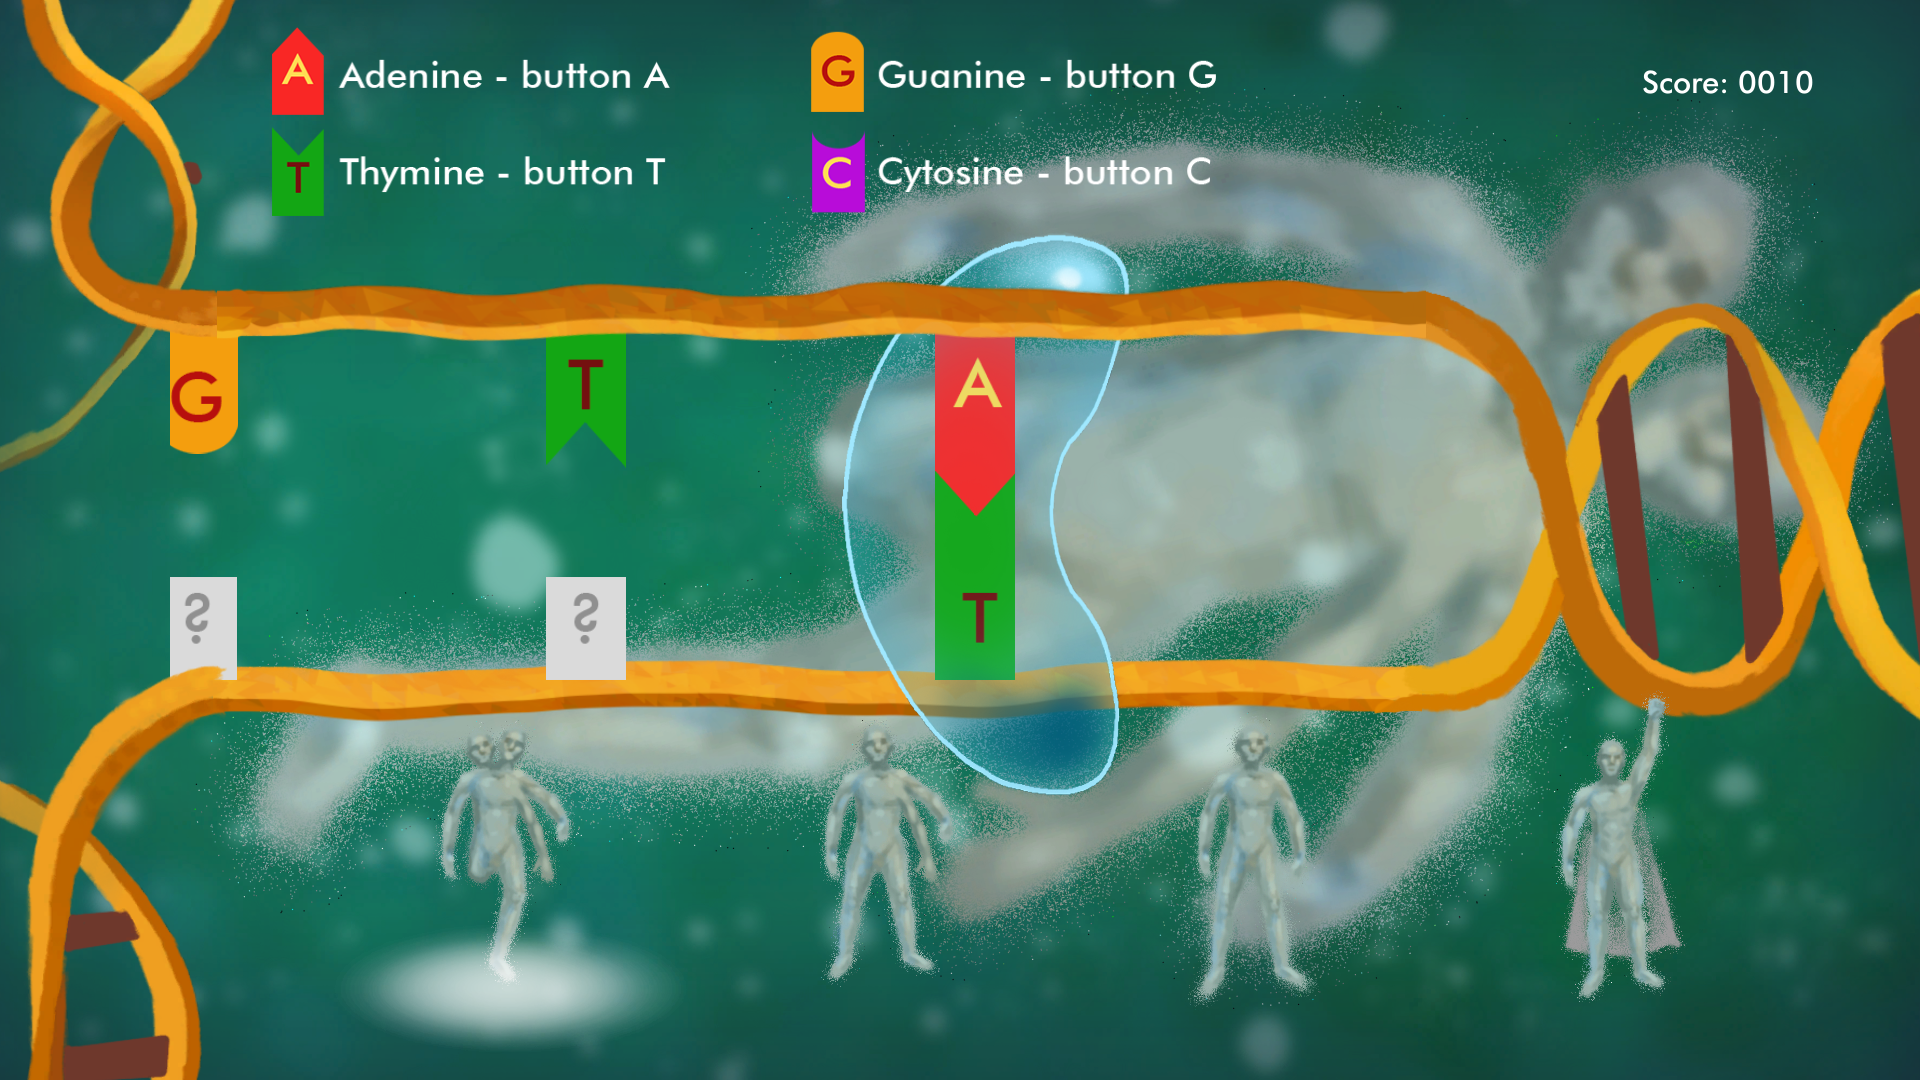 A Adenine - button A
G Guanine - button G
Score: 0010
T Thymine - button T
C Cytosine - button C
G
T
A
?
?
T